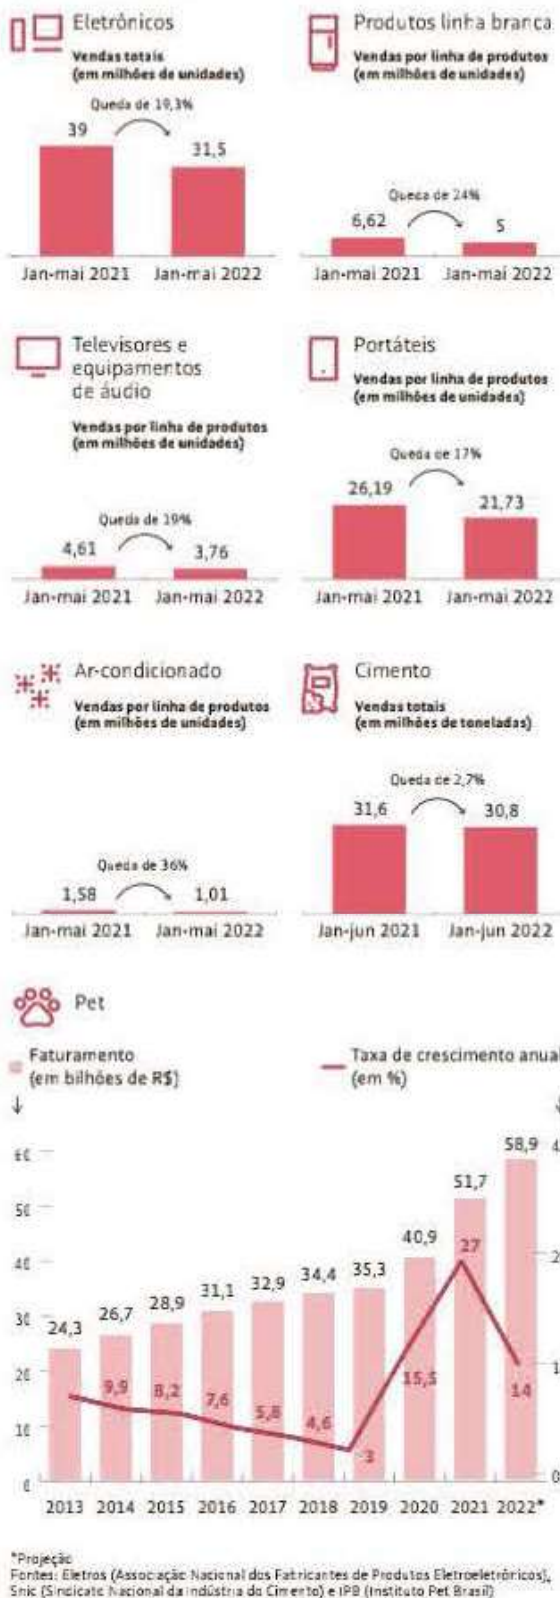 Eletrônicos
Vendas totais
(em milhões de unidades)
Queda de 19,3%
39
31,5
Jan-mai 2021 Jan-mai 2022
Produtos linha branca
Vendas por linha de produtos
(em milhões de unidades)
Queda de 24%
6,62
5
Jan-mai 2021 Jan-mai 2022
Televisores e
equipamentos
de áudio
Vendas por linha de produtos
(em milhões de unidades)
Queda de 19%
4,61
3,76
Jan-mai 2021 Jan-mai 2022
Portáteis
Vendas por linha de produtos
(em milhões de unidades)
Queda de 17%
26,19
21,73
Jan-mai 2021 Jan-mai 2022
Ar-condicionado
Vendas por linha de produtos
(em milhões de unidades)
Queda de 36%
1,58
1,01
Jan-mai 2021 Jan-mai 2022
Cimento
Vendas totais
(em milhões de toneladas)
Queda de 2,7%
31,6
30,8
Jan-jun 2021 Jan-jun 2022
Pet
Faturamento
(em bilhões de R$)
Taxa de crescimento anual
(em %)
60
50
40
30
20
10
0
24,3
26,7
28,9
31,1
32,9
34,4
35,3
40,9
51,7
58,9
9,9
8,2
7,6
5,8
4,6
3
15,5
27
14
2013 2014 2015 2016 2017 2018 2019 2020 2021 2022*
*Projeção
Fontes: Eletros (Associação Nacional dos Fabricantes de Produtos Eletroeletrônicos),
Snic (Sindicato Nacional da Indústria do Cimento) e IPB (Instituto Pet Brasil)